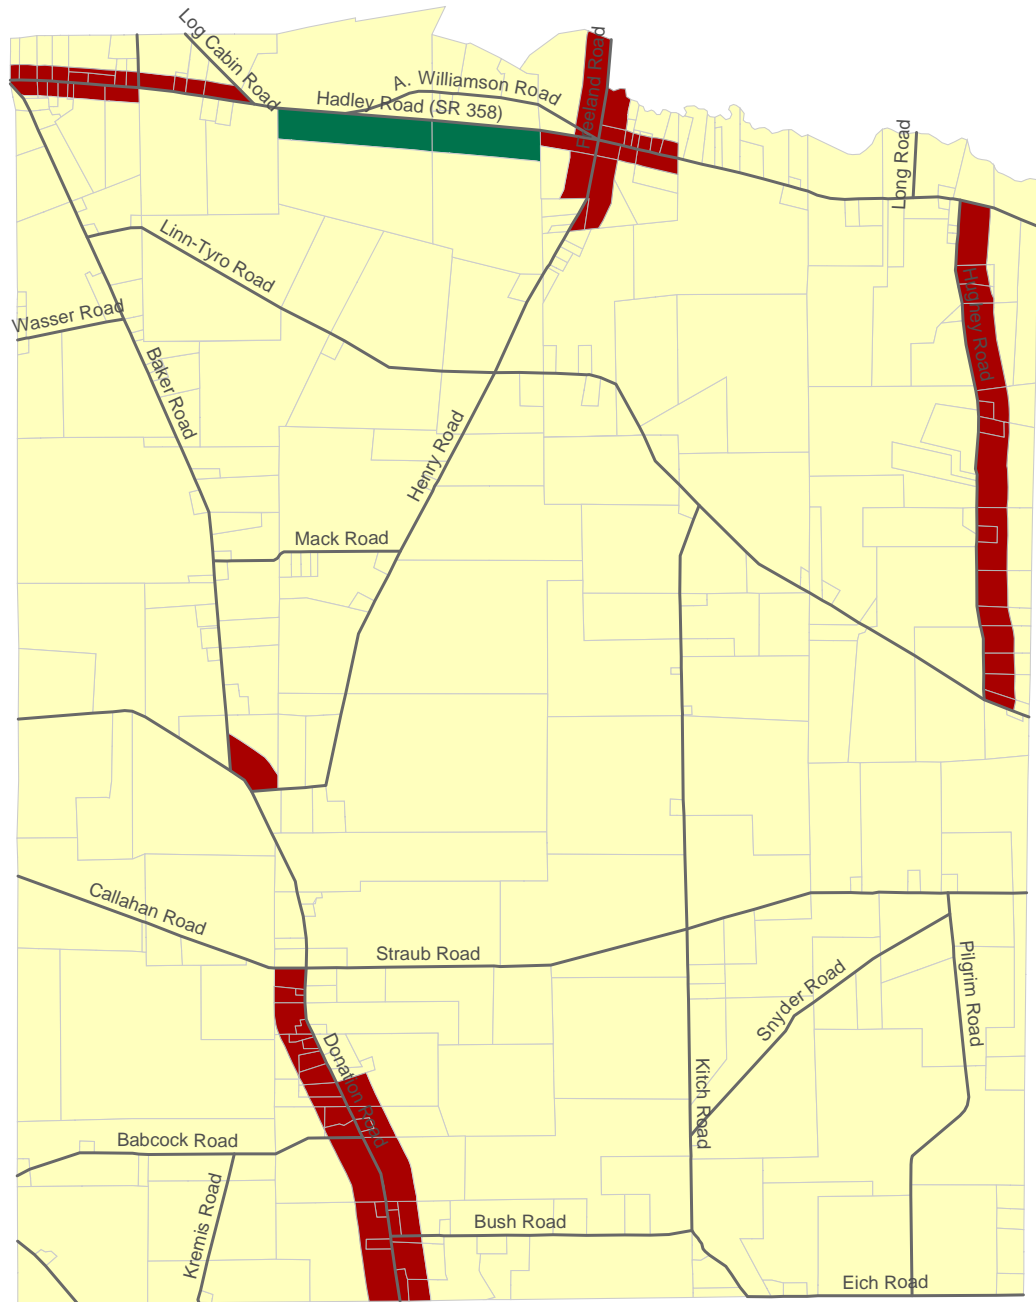 Log Cabin Road
A. Williamson Road
Freeland Road
Hadley Road (SR 358)
Long Road
Linn-Tyro Road
Hughey Road
Wasser Road
Baker Road
Henry Road
Mack Road
Callahan Road
Straub Road
Pilgrim Road
Snyder Road
Donation Road
Kitch Road
Babcock Road
Kremis Road
Bush Road
Eich Road